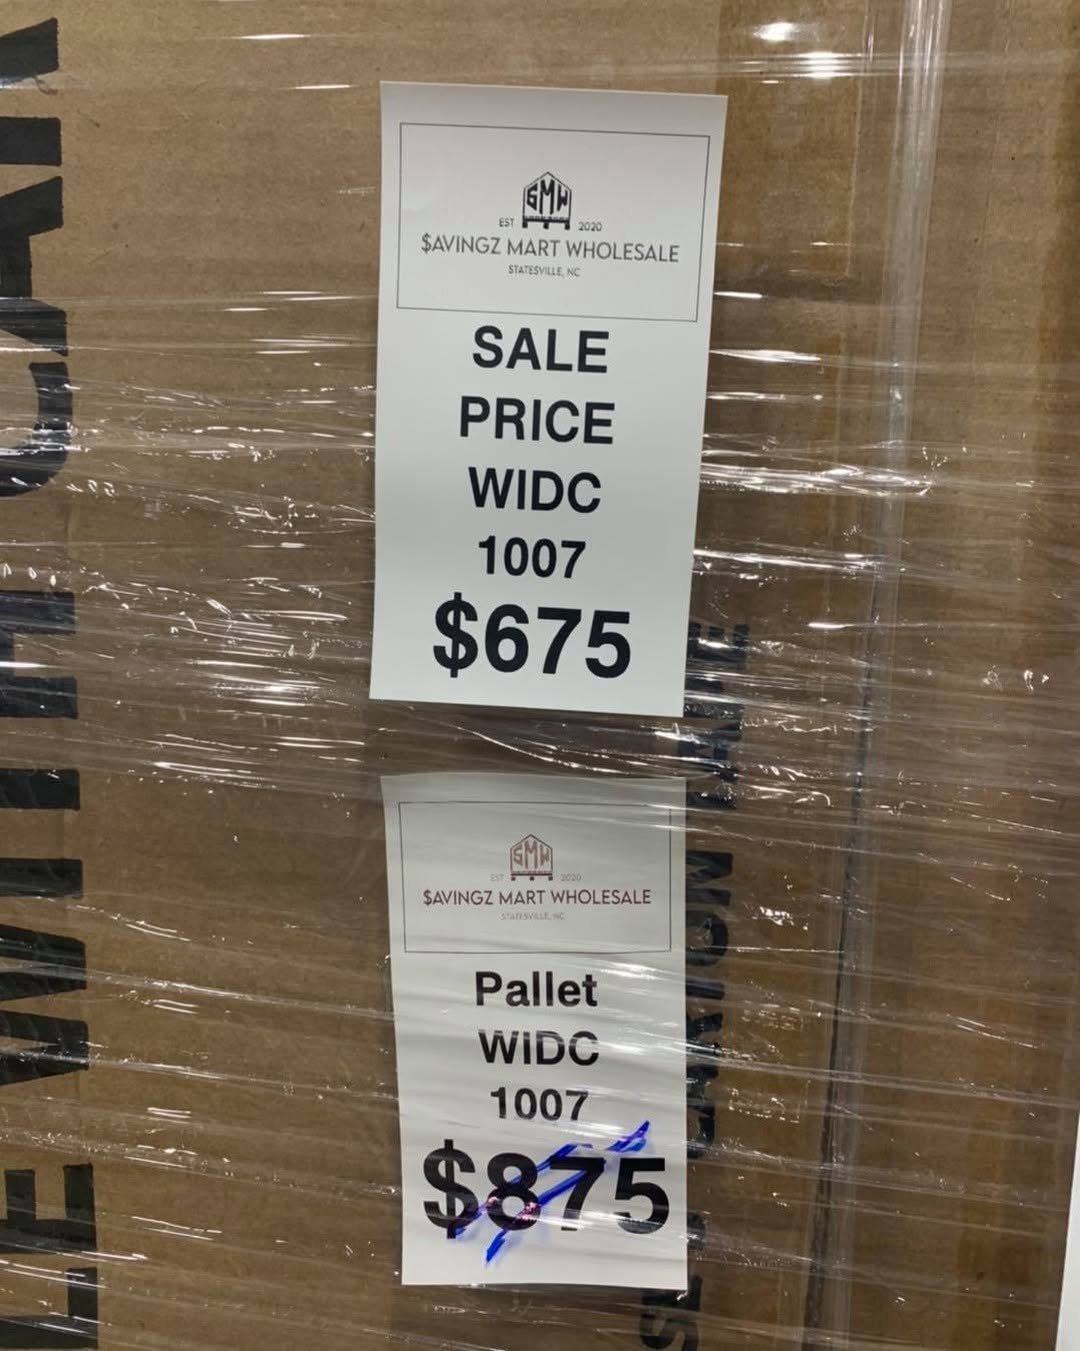 SMW
EST 2020
$AVINGZ MART WHOLESALE
STATESVILLE, NC
SALE
PRICE
WIDC
1007
$675
SMW
EST 2020
$AVINGZ MART WHOLESALE
STATESVILLE, NC
Pallet
WIDC
1007
$875